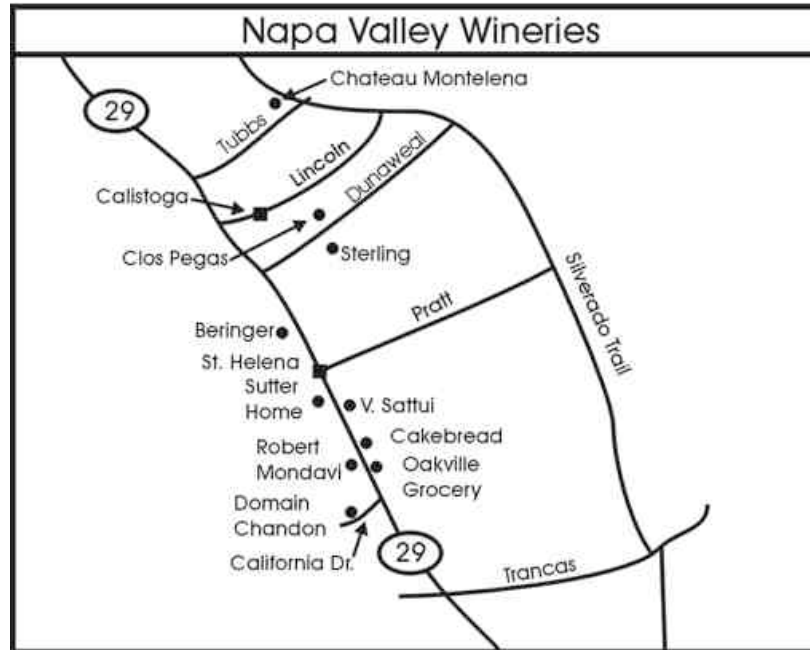 Napa Valley Wineries
Chateau Montelena
29
Tubbs
Lincoln
Dunaweal
Calistoga
Clos Pegas
Sterling
Silverado Trail
Pratt
Beringer
St. Helena
Sutter
Home
V. Sattui
Cakebread
Robert
Mondavi
Oakville
Grocery
Domain
Chandon
California Dr.
29
Trancas